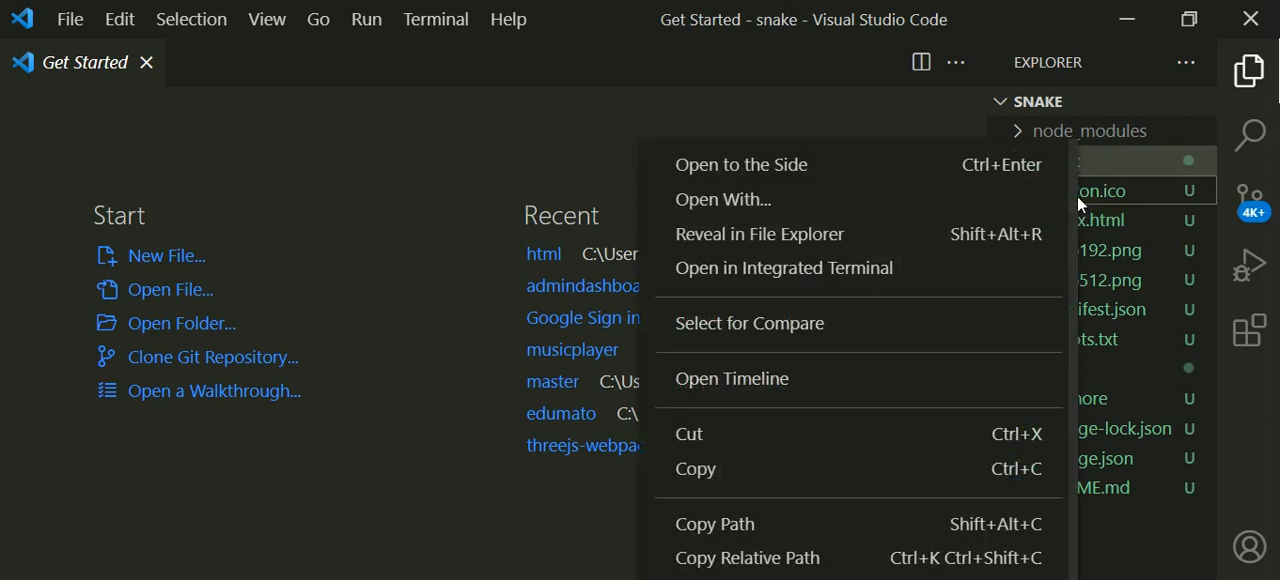 File Edit Selection View Go Run Terminal Help Get Started - snake - Visual Studio Code
Get Started
EXPLORER
SNAKE
node_modules
Start
New File...
Open File...
Open Folder...
Clone Git Repository...
Open a Walkthrough...
Recent
html C:\User
admindashboa
Google Sign in
musicplayer
master C:\Us
edumato C:\
threejs-webpa
Open to the Side Ctrl+Enter
Open With...
Reveal in File Explorer Shift+Alt+R
Open in Integrated Terminal
Select for Compare
Open Timeline
Cut Ctrl+X
Copy Ctrl+C
Copy Path Shift+Alt+C
Copy Relative Path Ctrl+K Ctrl+Shift+C
on.ico U
x.html U
192.png U
512.png U
ifest.json U
ots.txt U
nore U
ge-lock.json U
ge.json U
ME.md U
4K+